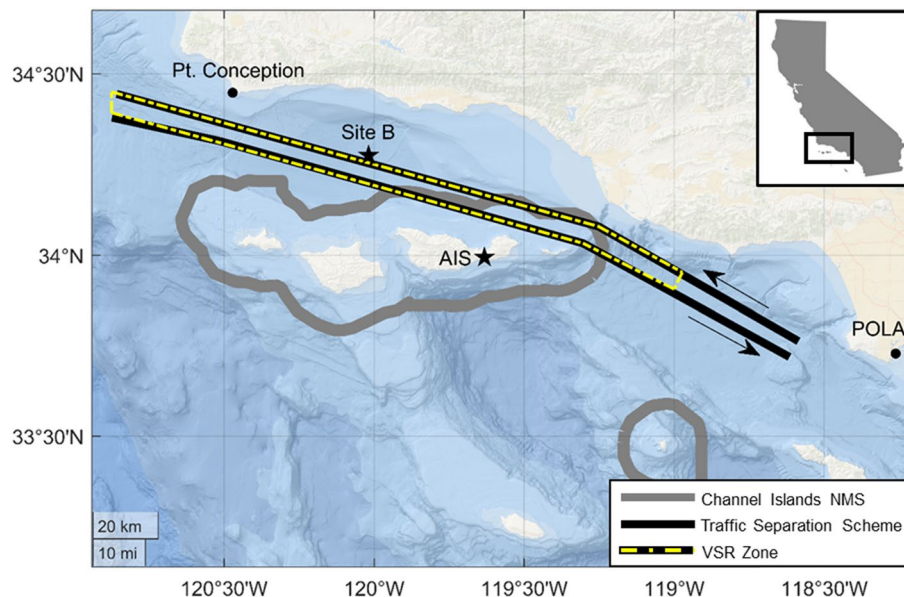 34°30'N
Pt. Conception
Site B
34°N
AIS
POLA
33°30'N
20 km
10 mi
Channel Islands NMS
Traffic Separation Scheme
VSR Zone
120°30'W
120°W
119°30'W
119°W
118°30'W